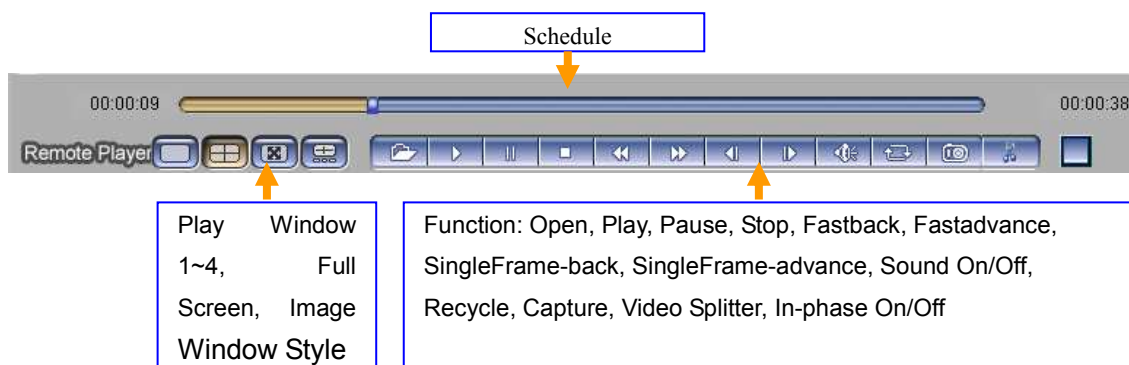 Schedule
00:00:09
00:00:38
Remote Player
Play Window
1~4, Full
Screen, Image
Window Style
Function: Open, Play, Pause, Stop, Fastback, Fastadvance,
SingleFrame-back, SingleFrame-advance, Sound On/Off,
Recycle, Capture, Video Splitter, In-phase On/Off